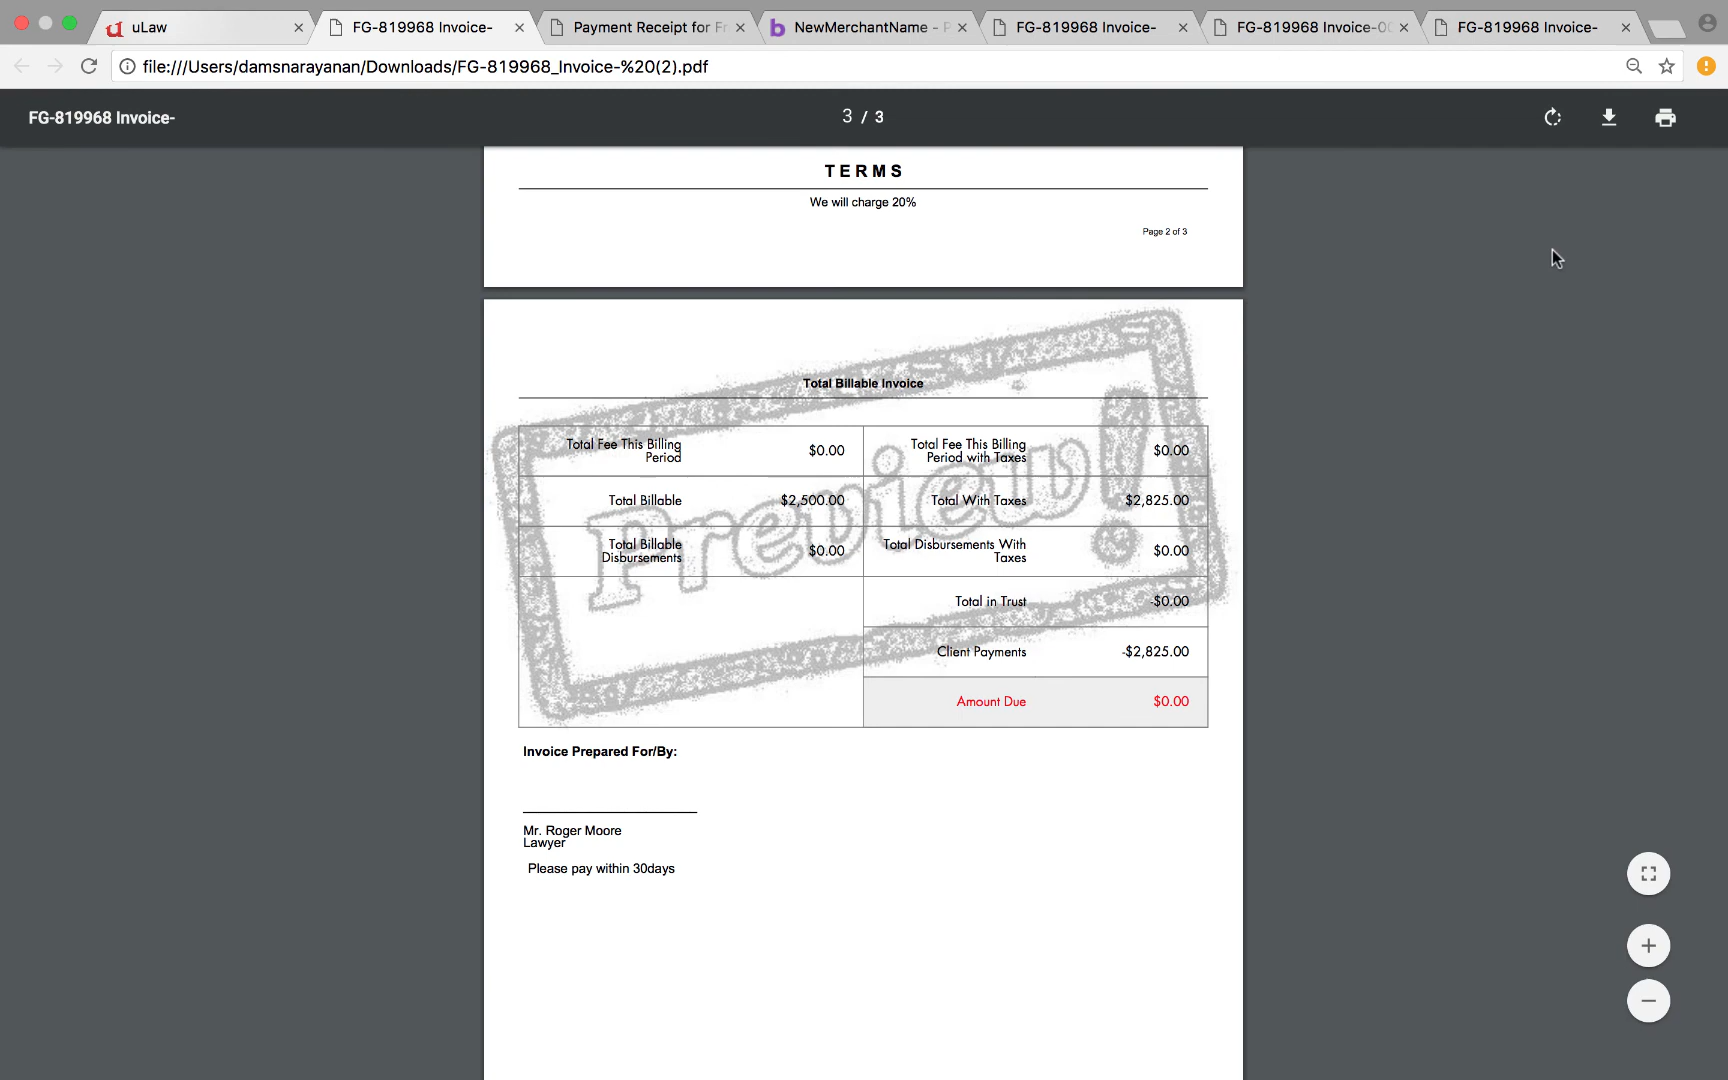 uLaw
FG-819968 Invoice-
Payment Receipt for Fr
NewMerchantName - P
FG-819968 Invoice-
FG-819968 Invoice-00
FG-819968 Invoice-
file:///Users/damsnarayanan/Downloads/FG-819968_Invoice-%20(2).pdf
FG-819968 Invoice-
3 / 3
TERMS
We will charge 20%
Page 2 of 3
Preview!
Total Billable Invoice
Total Fee This Billing
Period
$0.00
Total Fee This Billing
Period with Taxes
$0.00
Total Billable
$2,500.00
Total With Taxes
$2,825.00
Total Billable
Disbursements
$0.00
Total Disbursements With
Taxes
$0.00
Total in Trust
-$0.00
Client Payments
-$2,825.00
Amount Due
$0.00
Invoice Prepared For/By:
Mr. Roger Moore
Lawyer
Please pay within 30days